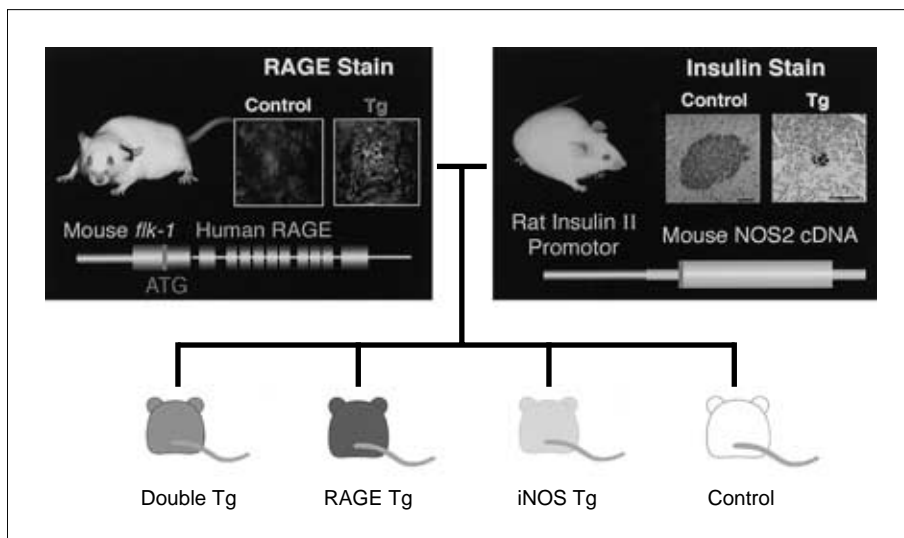 RAGE Stain
Control Tg
Mouse flk-1 Human RAGE
ATG
Insulin Stain
Control Tg
Rat Insulin II
Promotor
Mouse NOS2 cDNA
Double Tg RAGE Tg iNOS Tg Control